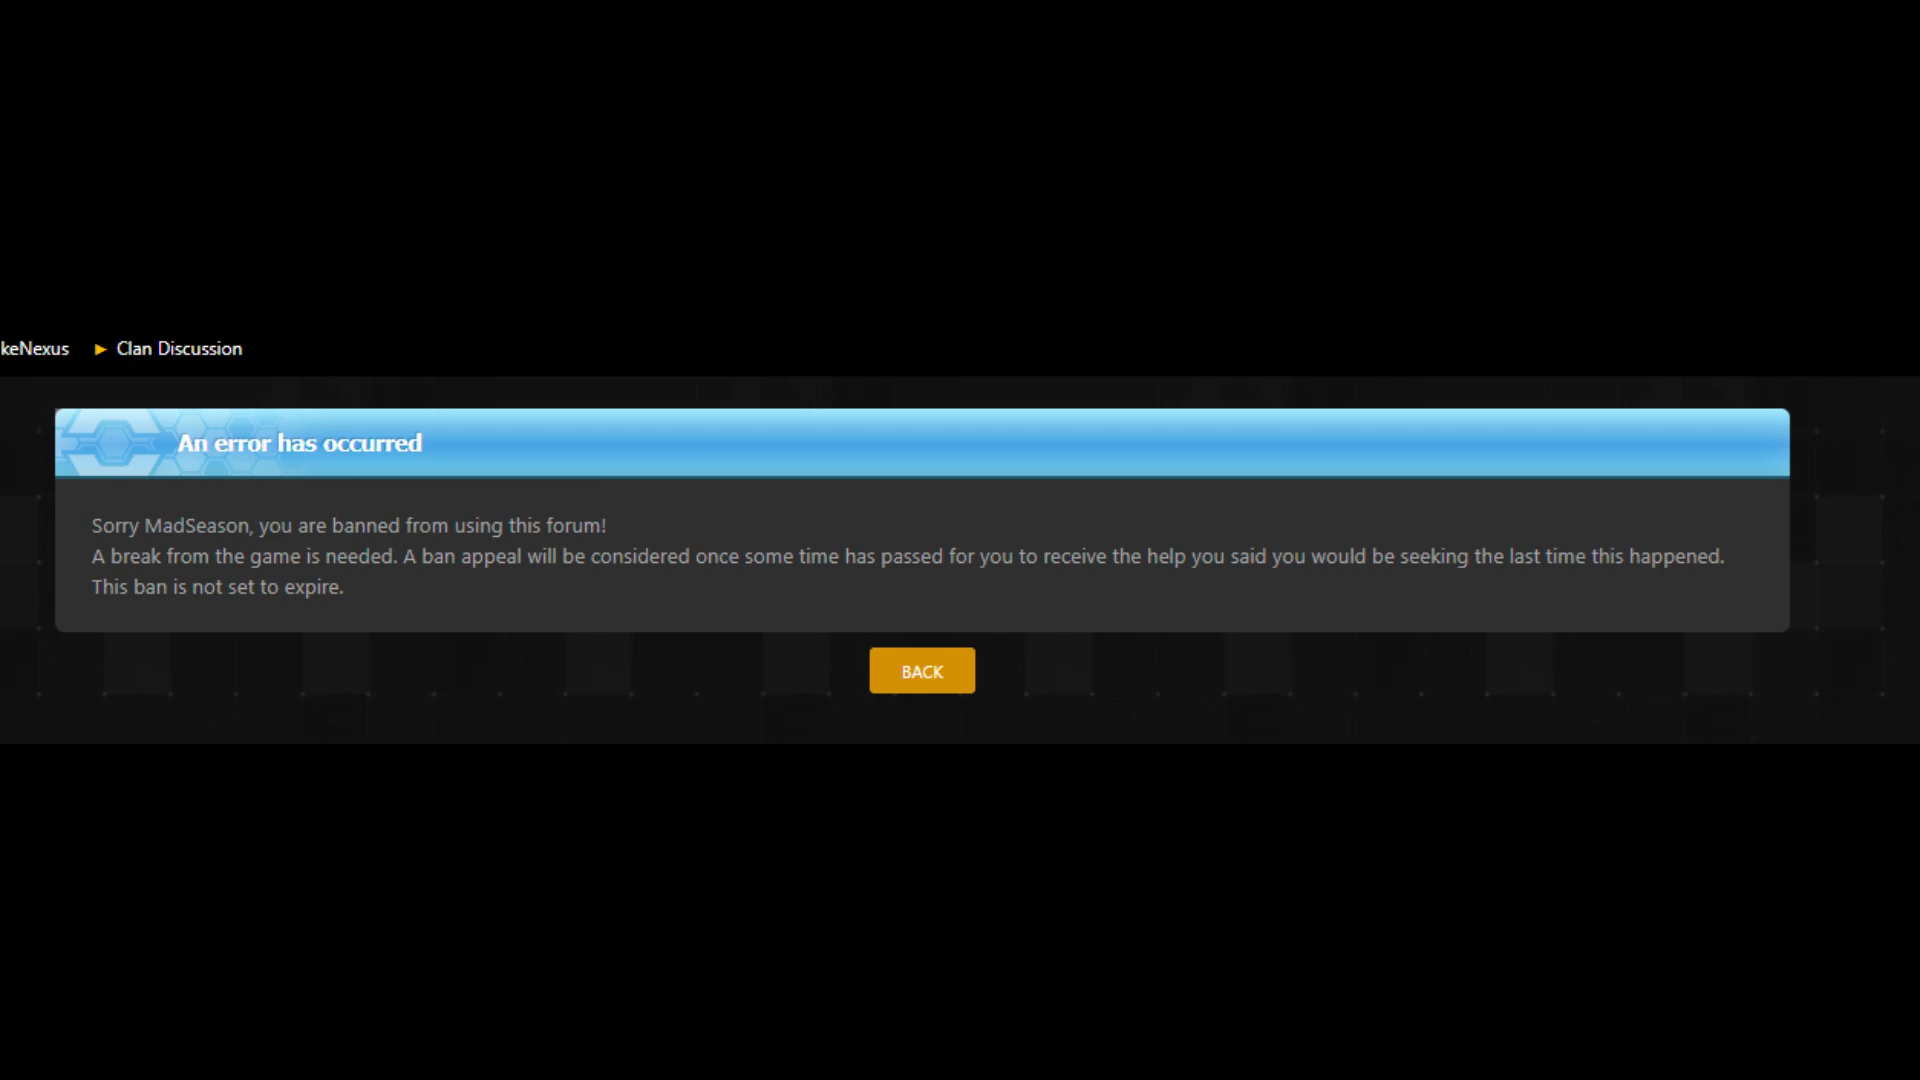 keNexus ► Clan Discussion
An error has occurred
Sorry MadSeason, you are banned from using this forum!
A break from the game is needed. A ban appeal will be considered once some time has passed for you to receive the help you said you would be seeking the last time this happened.
This ban is not set to expire.
BACK